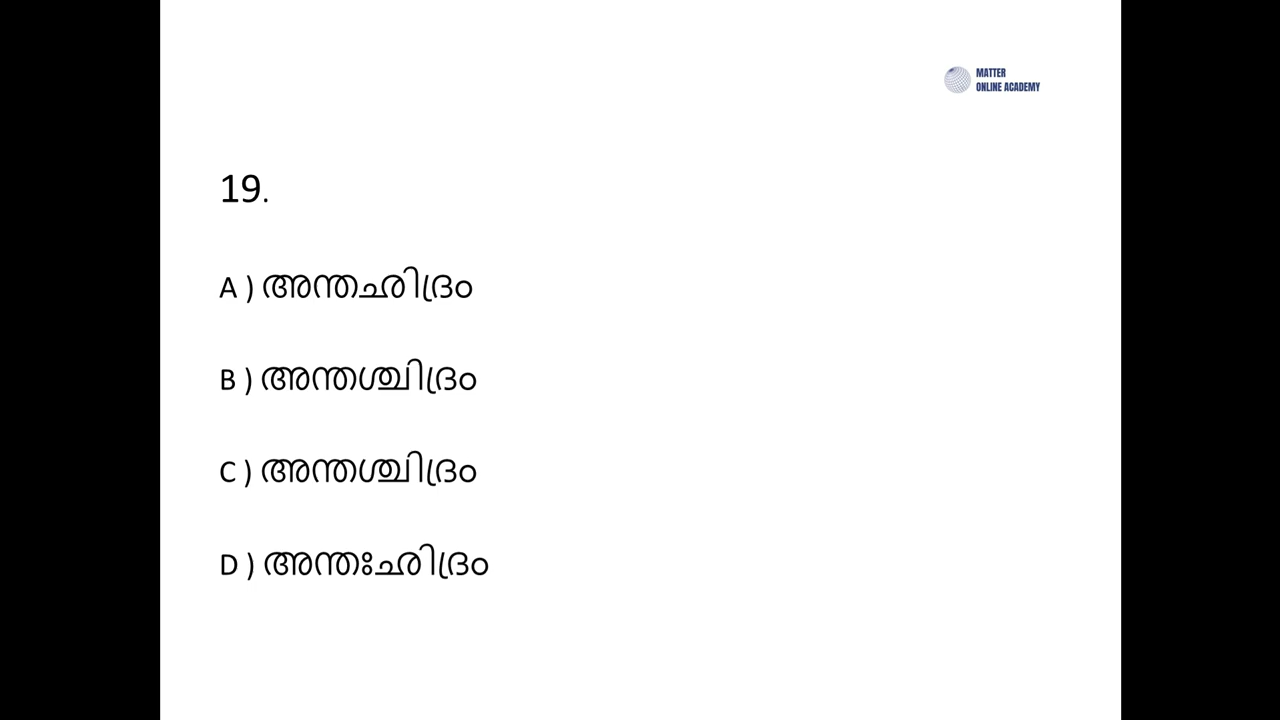 MATTER
ONLINE ACADEMY
19.
A ) അന്തഛിദ്രം
B ) അന്തശ്ചിദ്രം
C ) അന്തശ്ചിദ്രം
D ) അന്തഃഛിദ്രം